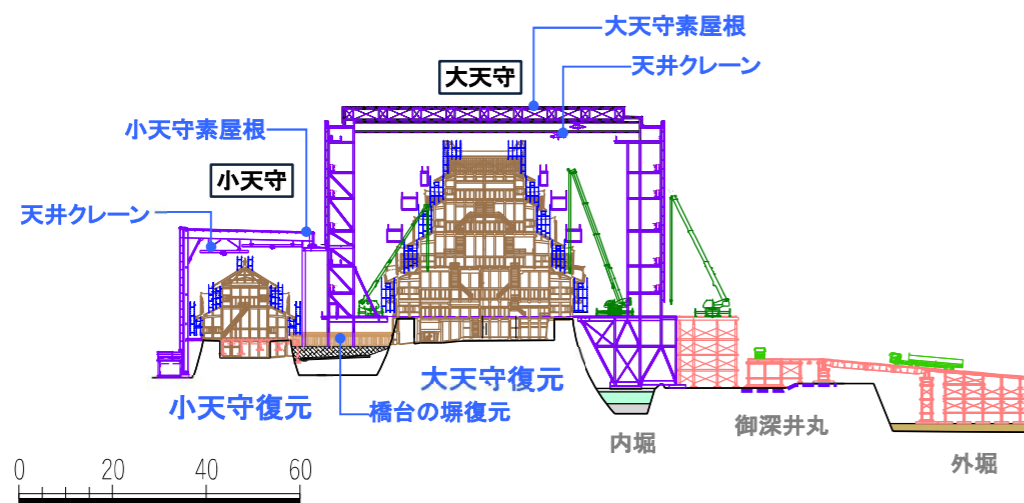 大天守素屋根
天井クレーン
大天守
小天守素屋根
小天守
天井クレーン
大天守復元
小天守復元
橋台の塀復元
御深井丸
内堀
外堀
0 20 40 60